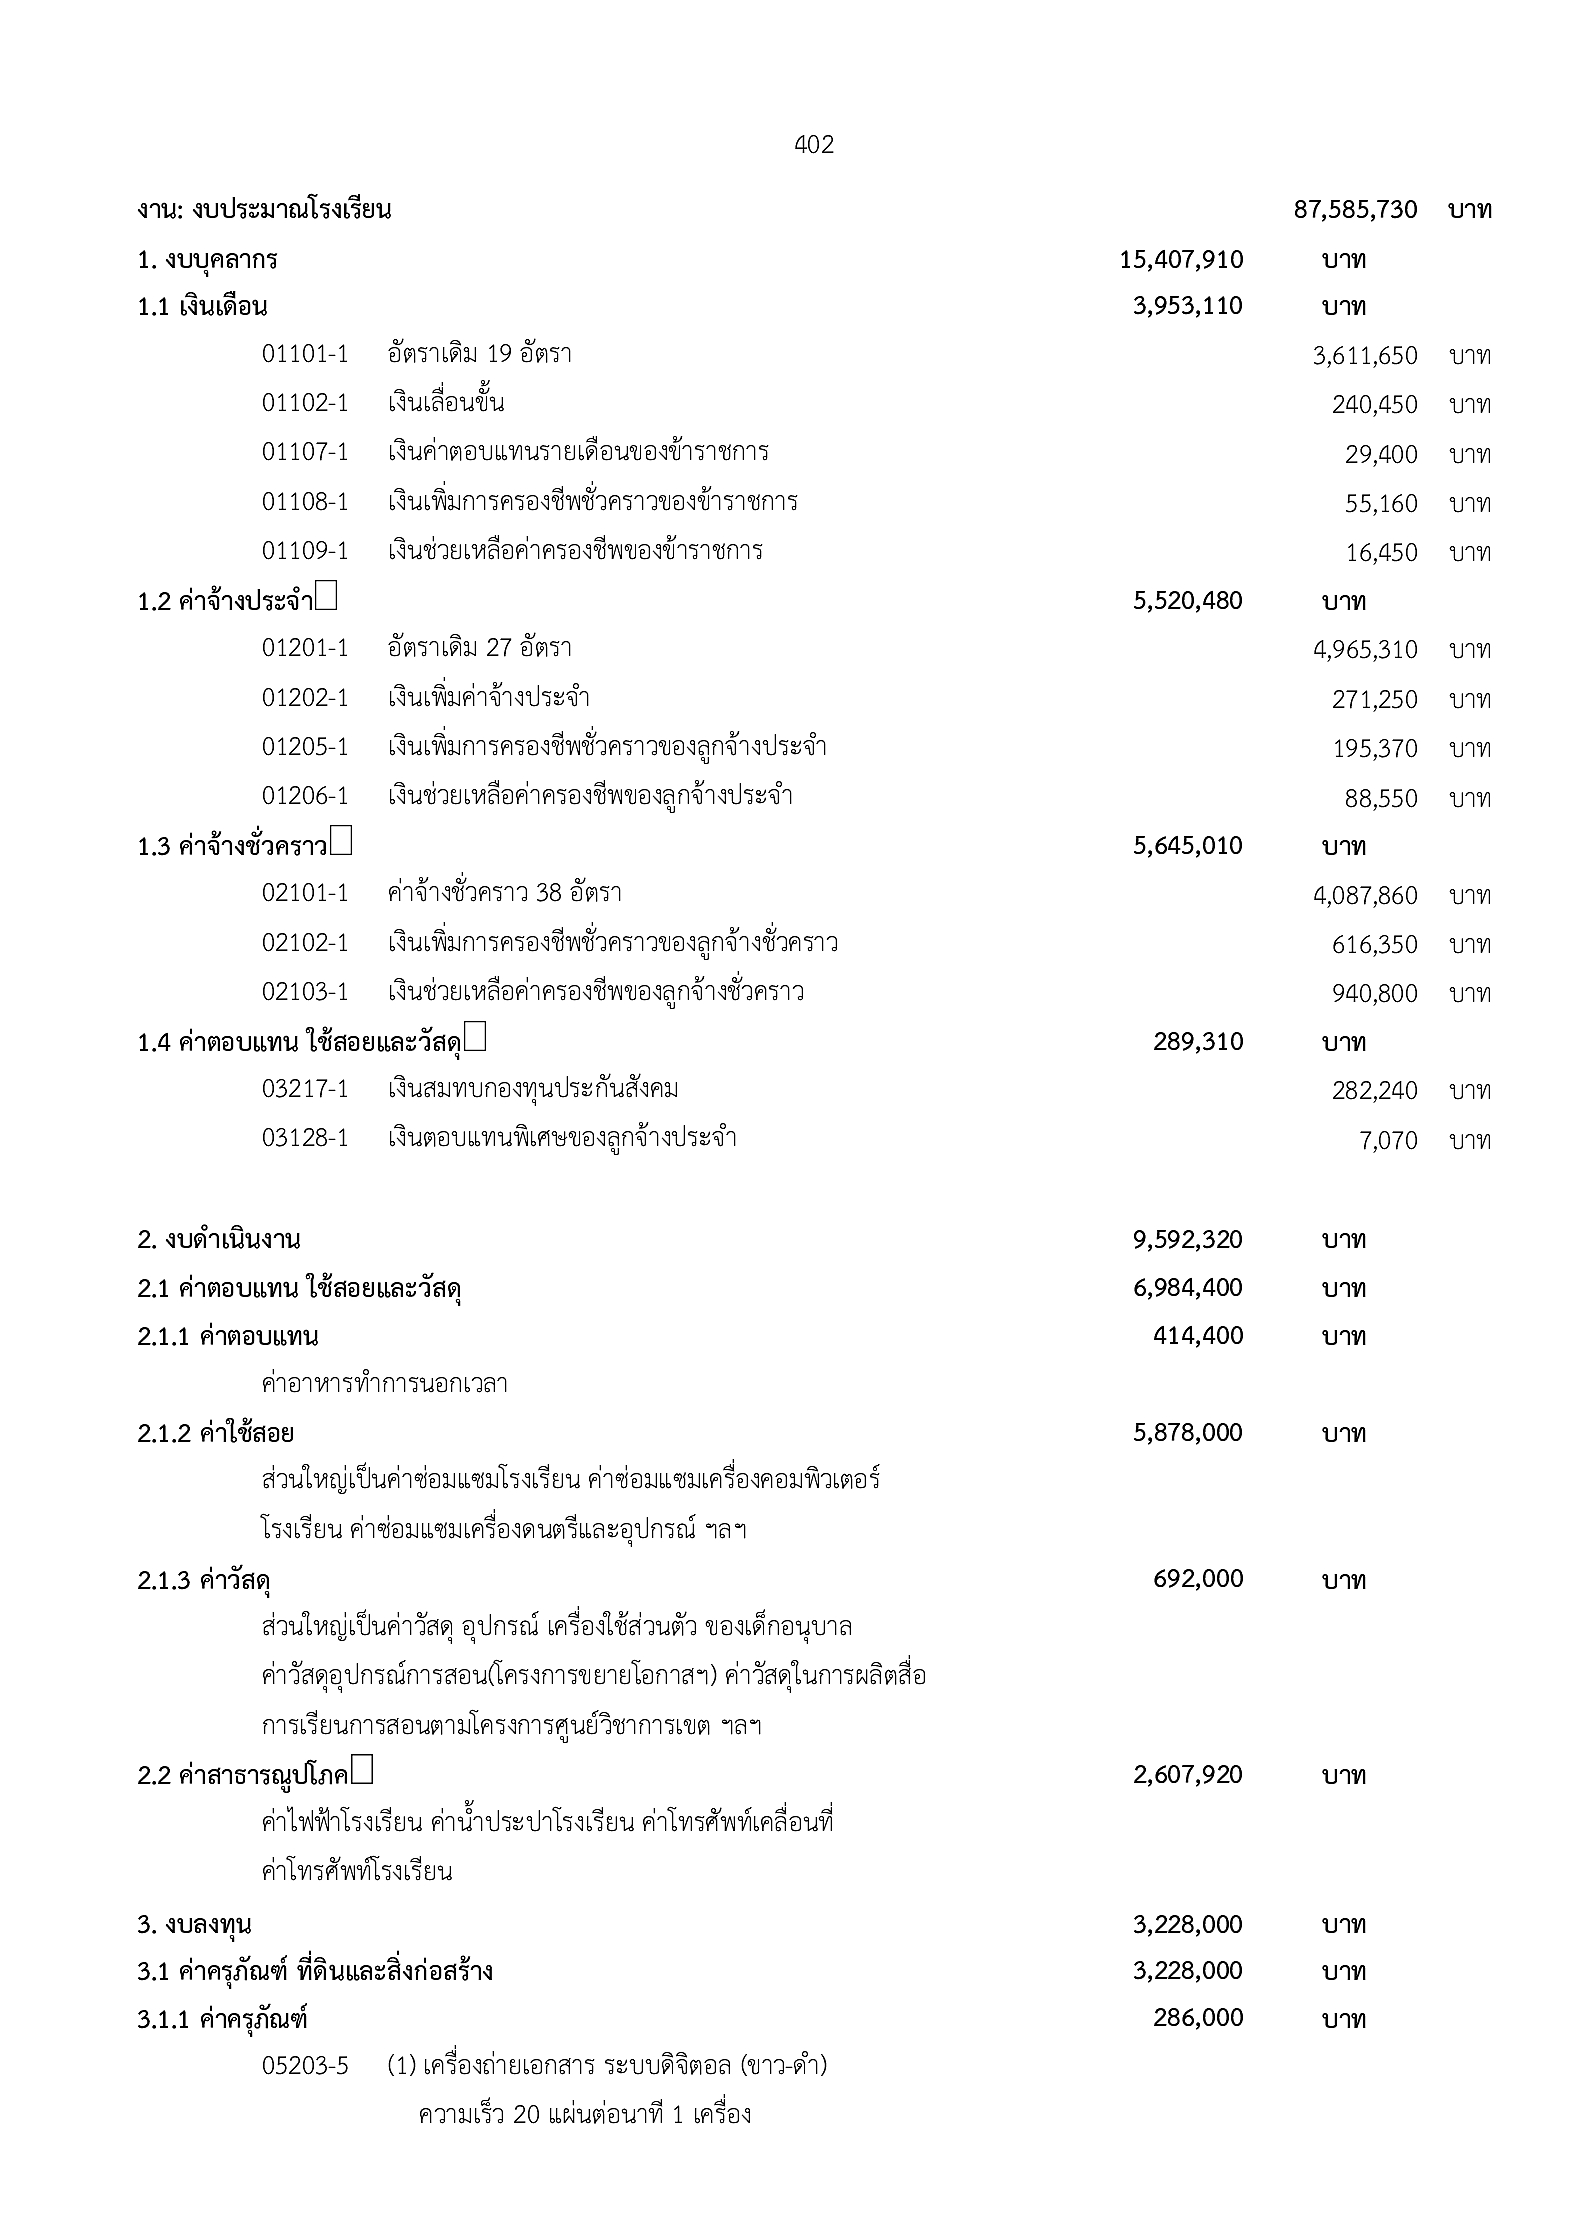 402
งาน: งบประมาณโรงเรียน 87,585,730 บาท
1. งบบุคลากร 15,407,910 บาท
1.1 เงินเดือน 3,953,110 บาท
01101-1 อัตราเดิม 19 อัตรา 3,611,650 บาท
01102-1 เงินเลื่อนขั้น 240,450 บาท
01107-1 เงินค่าตอบแทนรายเดือนของข้าราชการ 29,400 บาท
01108-1 เงินเพิ่มการครองชีพชั่วคราวของข้าราชการ 55,160 บาท
01109-1 เงินช่วยเหลือค่าครองชีพของข้าราชการ 16,450 บาท
1.2 ค่าจ้างประจำ 5,520,480 บาท
01201-1 อัตราเดิม 27 อัตรา 4,965,310 บาท
01202-1 เงินเพิ่มค่าจ้างประจำ 271,250 บาท
01205-1 เงินเพิ่มการครองชีพชั่วคราวของลูกจ้างประจำ 195,370 บาท
01206-1 เงินช่วยเหลือค่าครองชีพของลูกจ้างประจำ 88,550 บาท
1.3 ค่าจ้างชั่วคราว 5,645,010 บาท
02101-1 ค่าจ้างชั่วคราว 38 อัตรา 4,087,860 บาท
02102-1 เงินเพิ่มการครองชีพชั่วคราวของลูกจ้างชั่วคราว 616,350 บาท
02103-1 เงินช่วยเหลือค่าครองชีพของลูกจ้างชั่วคราว 940,800 บาท
1.4 ค่าตอบแทน ใช้สอยและวัสดุ 289,310 บาท
03217-1 เงินสมทบกองทุนประกันสังคม 282,240 บาท
03128-1 เงินตอบแทนพิเศษของลูกจ้างประจำ 7,070 บาท
2. งบดำเนินงาน 9,592,320 บาท
2.1 ค่าตอบแทน ใช้สอยและวัสดุ 6,984,400 บาท
2.1.1 ค่าตอบแทน 414,400 บาท
ค่าอาหารทำการนอกเวลา
2.1.2 ค่าใช้สอย 5,878,000 บาท
ส่วนใหญ่เป็นค่าซ่อมแซมโรงเรียน ค่าซ่อมแซมเครื่องคอมพิวเตอร์
โรงเรียน ค่าซ่อมแซมเครื่องดนตรีและอุปกรณ์ ฯลฯ
2.1.3 ค่าวัสดุ 692,000 บาท
ส่วนใหญ่เป็นค่าวัสดุ อุปกรณ์ เครื่องใช้ส่วนตัว ของเด็กอนุบาล
ค่าวัสดุอุปกรณ์การสอน(โครงการขยายโอกาสฯ) ค่าวัสดุในการผลิตสื่อ
การเรียนการสอนตามโครงการศูนย์วิชาการเขต ฯลฯ
2.2 ค่าสาธารณูปโภค 2,607,920 บาท
ค่าไฟฟ้าโรงเรียน ค่าน้ำประปาโรงเรียน ค่าโทรศัพท์เคลื่อนที่
ค่าโทรศัพท์โรงเรียน
3. งบลงทุน 3,228,000 บาท
3.1 ค่าครุภัณฑ์ ที่ดินและสิ่งก่อสร้าง 3,228,000 บาท
3.1.1 ค่าครุภัณฑ์ 286,000 บาท
05203-5 (1) เครื่องถ่ายเอกสาร ระบบดิจิตอล (ขาว-ดำ)
ความเร็ว 20 แผ่นต่อนาที 1 เครื่อง